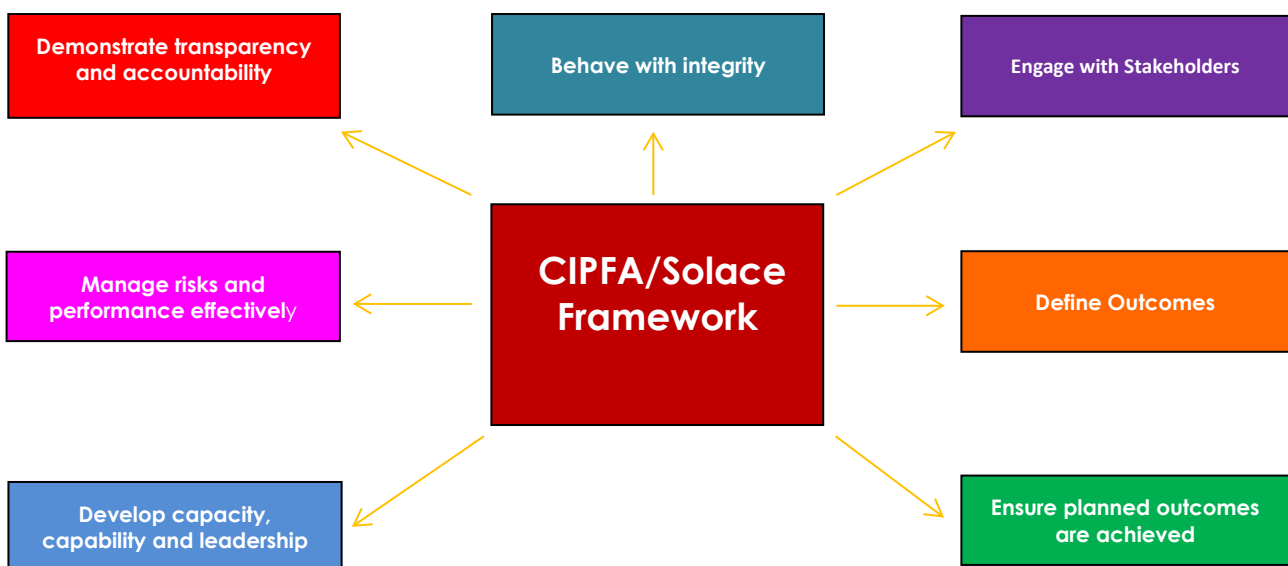 Demonstrate transparency
and accountability
Behave with integrity
Engage with Stakeholders
CIPFA/Solace
Framework
Manage risks and
performance effectively
Define Outcomes
Develop capacity,
capability and leadership
Ensure planned outcomes
are achieved